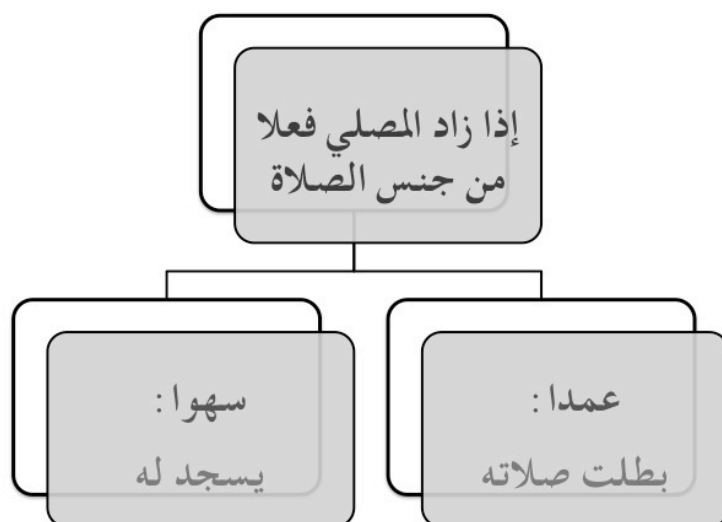 إذا زاد المصلي فعلا
من جنس الصلاة
عمدا :
بطلت صلاته
سهوا :
يسجد له